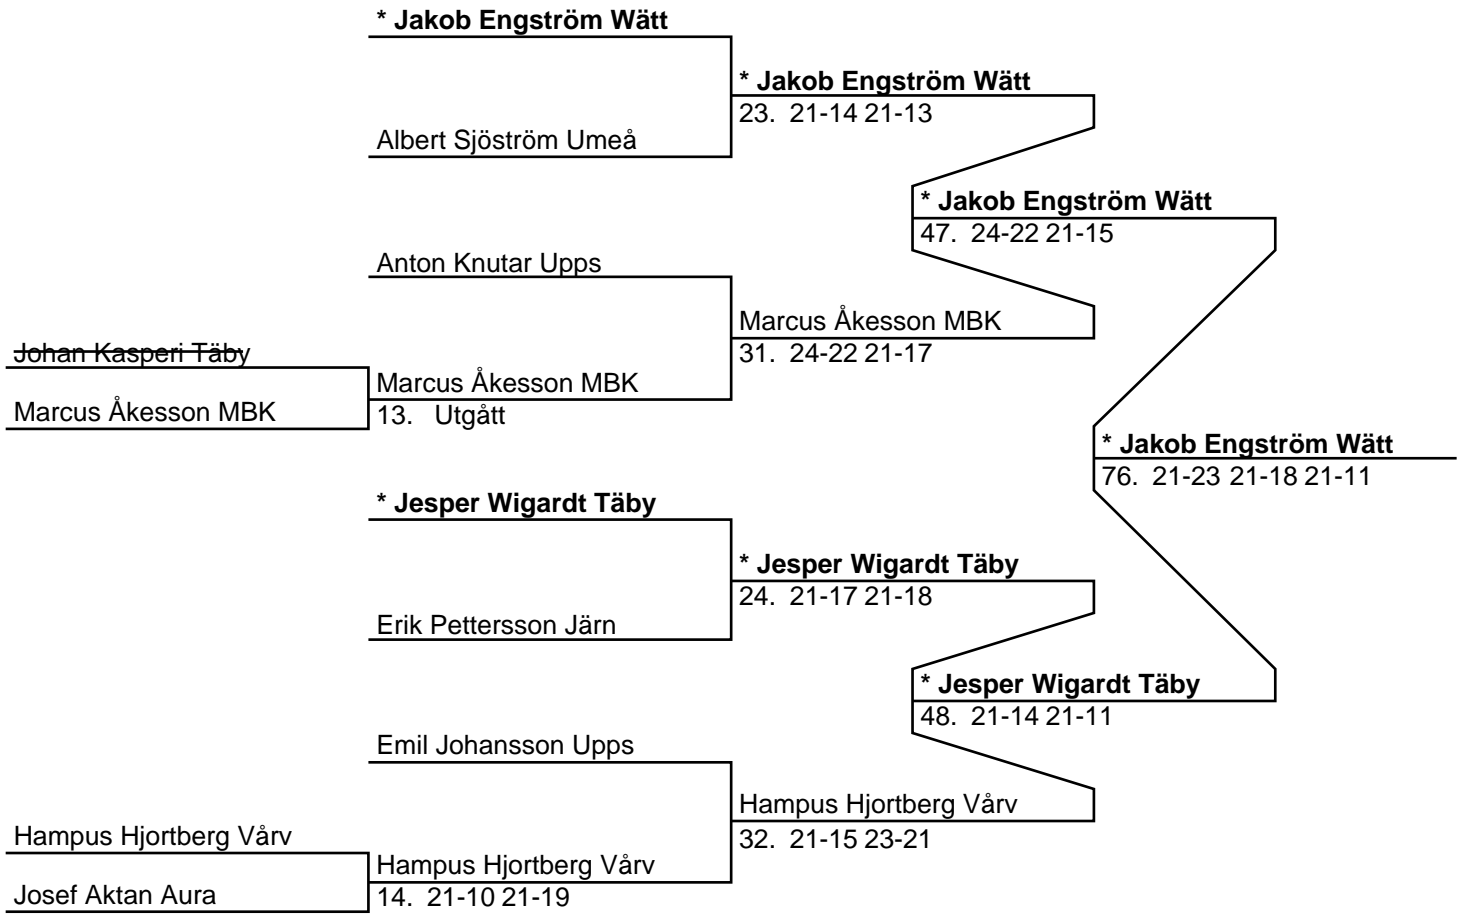 * Jakob Engström Wätt
* Jakob Engström Wätt
23. 21-14 21-13
Albert Sjöström Umeå
* Jakob Engström Wätt
47. 24-22 21-15
Anton Knutar Upps
Marcus Åkesson MBK
31. 24-22 21-17
Johan Kasperi Täby
Marcus Åkesson MBK
13. Utgått
Marcus Åkesson MBK
* Jakob Engström Wätt
76. 21-23 21-18 21-11
* Jesper Wigardt Täby
* Jesper Wigardt Täby
24. 21-17 21-18
Erik Pettersson Järn
* Jesper Wigardt Täby
48. 21-14 21-11
Emil Johansson Upps
Hampus Hjortberg Vårv
32. 21-15 23-21
Hampus Hjortberg Vårv
Hampus Hjortberg Vårv
14. 21-10 21-19
Josef Aktan Aura